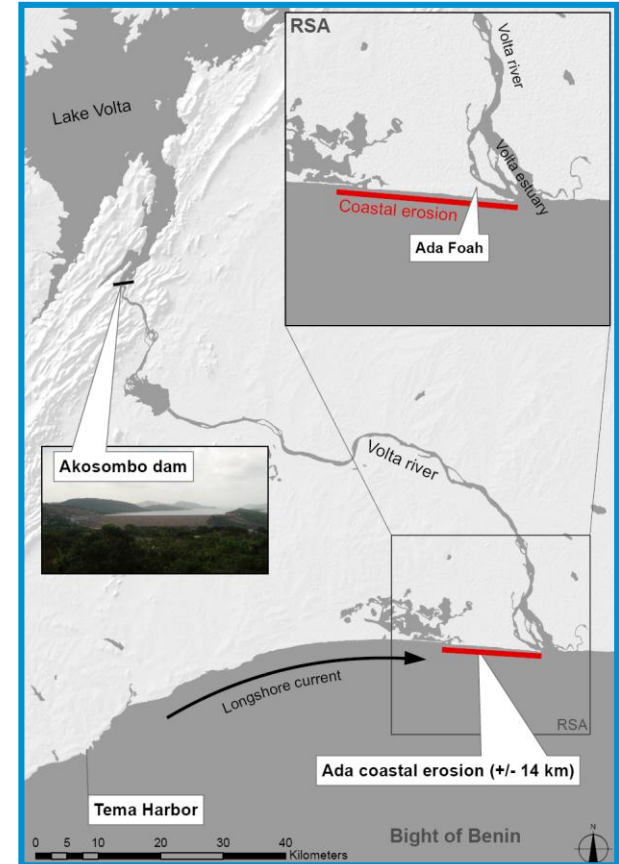 RSA
Volta river
Lake Volta
Volta estuary
Coastal erosion
Ada Foah
Akosombo dam
Volta river
Longshore current
RSA
Ada coastal erosion (+/- 14 km)
Tema Harbor
0 5 10 20 30 40
Kilometers
Bight of Benin
N